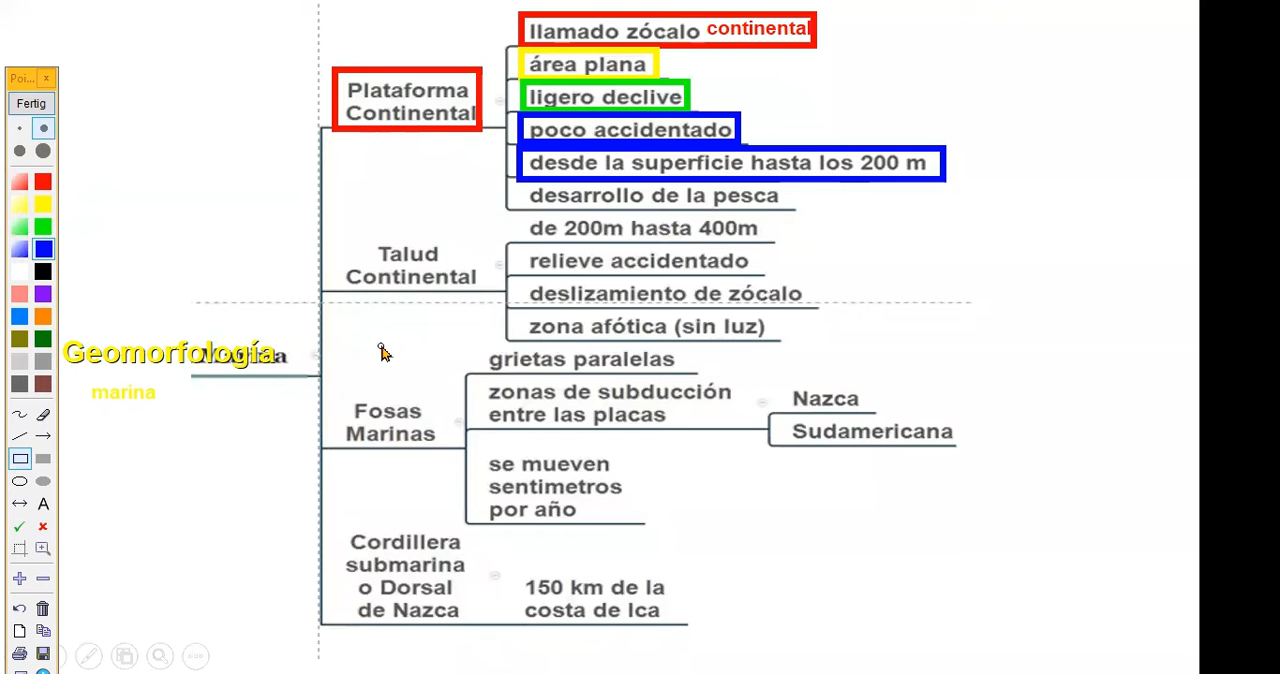 llamado zócalo continental
área plana
Plataforma
Continental
ligero declive
poco accidentado
desde la superficie hasta los 200 m
desarrollo de la pesca
de 200m hasta 400m
Talud
Continental
relieve accidentado
deslizamiento de zócalo
zona afótica (sin luz)
Geomorfología
marina
grietas paralelas
Fosas
Marinas
zonas de subducción
entre las placas
Nazca
Sudamericana
se mueven
sentimetros
por año
Cordillera
submarina
o Dorsal
de Nazca
150 km de la
costa de Ica
Poi...
Fertig
A